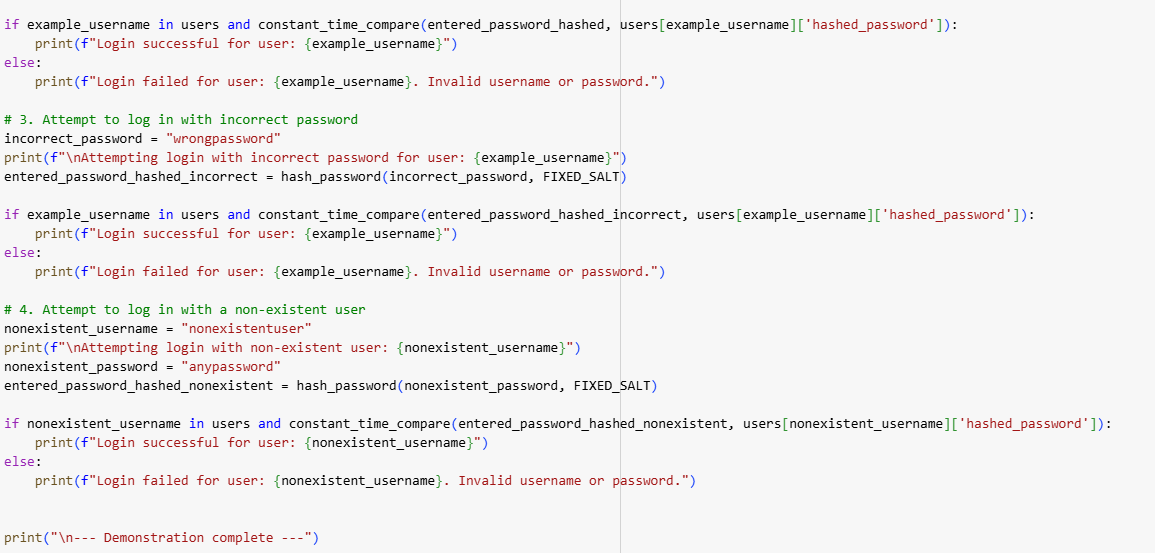 if example_username in users and constant_time_compare(entered_password_hashed, users[example_username]['hashed_password']):
    print(f"Login successful for user: {example_username}")
else:
    print(f"Login failed for user: {example_username}. Invalid username or password.")

# 3. Attempt to log in with incorrect password
incorrect_password = "wrongpassword"
print(f"\nAttempting login with incorrect password for user: {example_username}")
entered_password_hashed_incorrect = hash_password(incorrect_password, FIXED_SALT)

if example_username in users and constant_time_compare(entered_password_hashed_incorrect, users[example_username]['hashed_password']):
    print(f"Login successful for user: {example_username}")
else:
    print(f"Login failed for user: {example_username}. Invalid username or password.")

# 4. Attempt to log in with a non-existent user
nonexistent_username = "nonexistentuser"
print(f"\nAttempting login with non-existent user: {nonexistent_username}")
nonexistent_password = "anypassword"
entered_password_hashed_nonexistent = hash_password(nonexistent_password, FIXED_SALT)

if nonexistent_username in users and constant_time_compare(entered_password_hashed_nonexistent, users[nonexistent_username]['hashed_password']):
    print(f"Login successful for user: {nonexistent_username}")
else:
    print(f"Login failed for user: {nonexistent_username}. Invalid username or password.")


print("\n--- Demonstration complete ---")